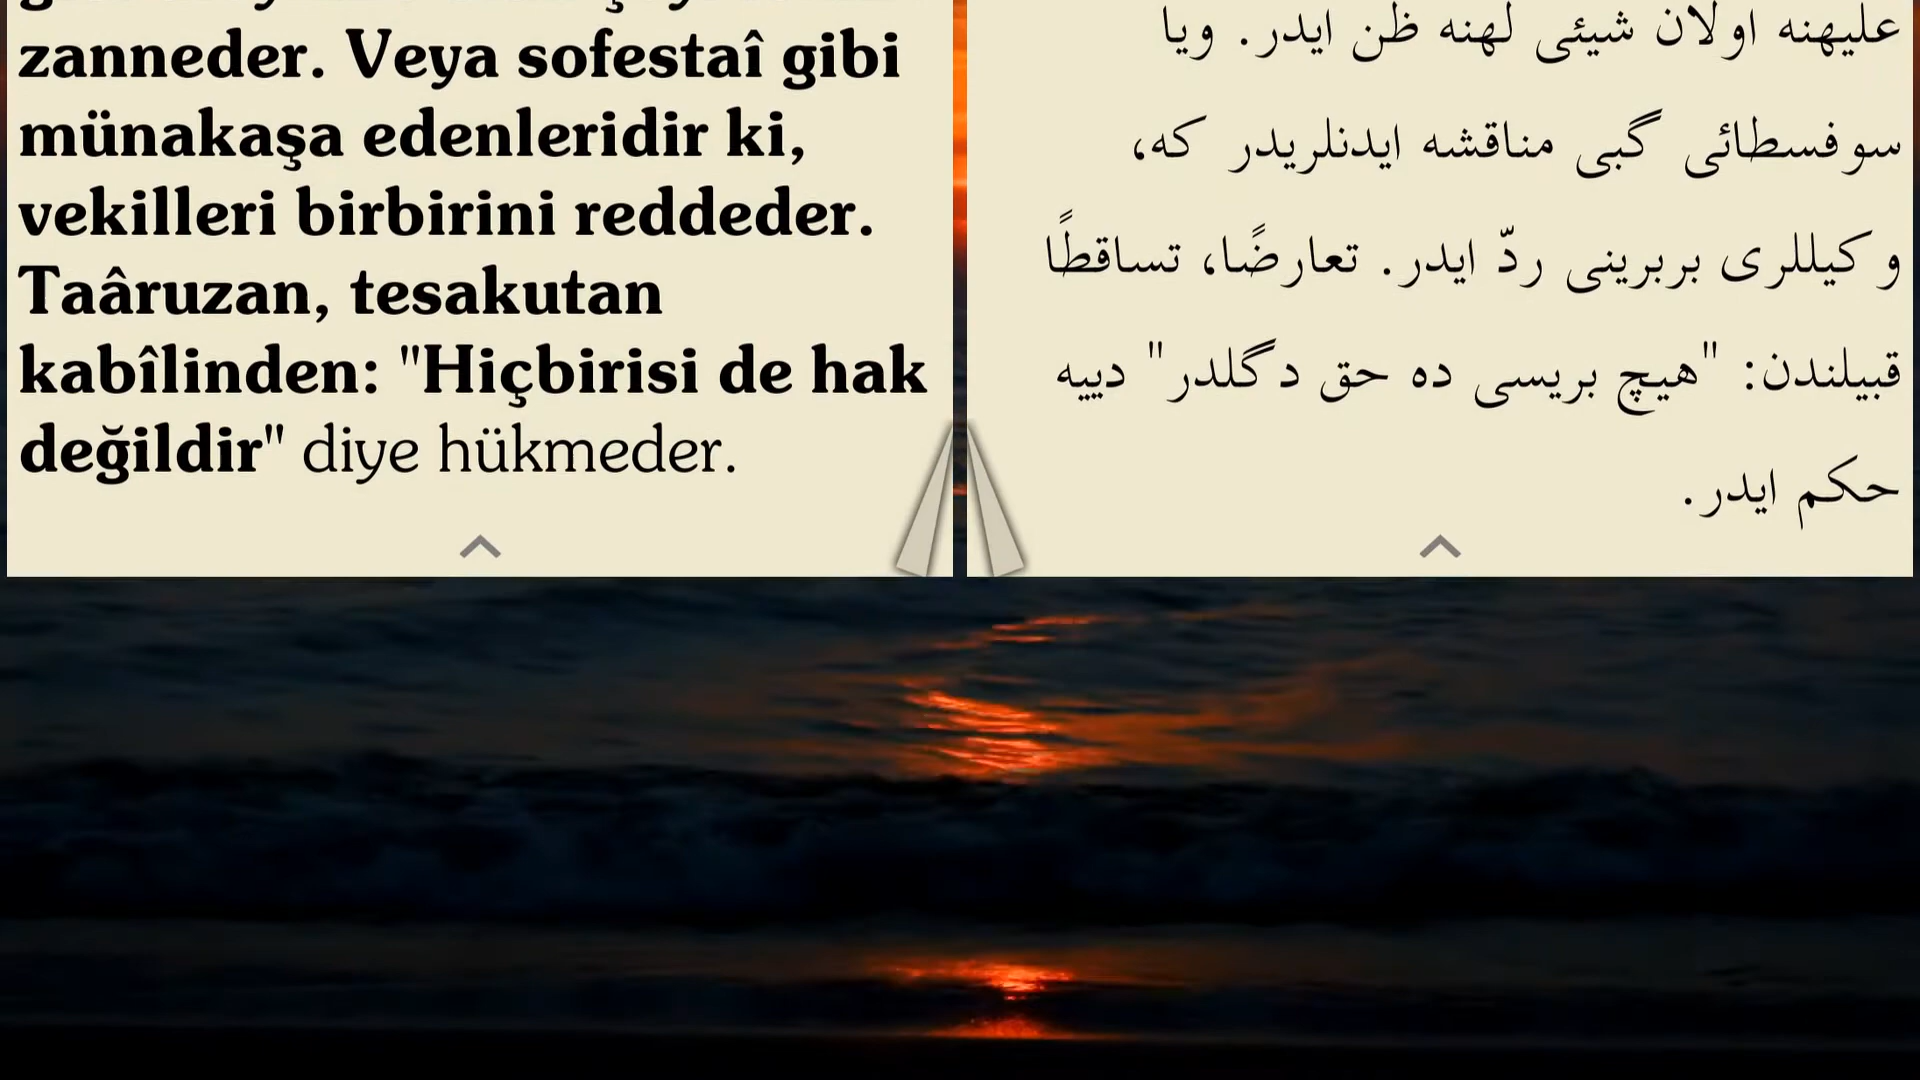 zanneder. Veya sofestaî gibi
münakaşa edenleridir ki,
vekilleri birbirini reddeder.
Taâruzan, tesakutan
kabîlinden: "Hiçbirisi de hak
değildir" diye hükmeder.
علیهنه اولان شیئی لهنه ظن ایدر. ویا
سوفسطائی گبی مناقشه ایدنلریدر که،
وکیللری بربرینی ردّ ایدر. تعارضًا، تساقطًا
قبیلندن: "هیچ بریسی ده حق دگلدر" دییه
حکم ایدر.